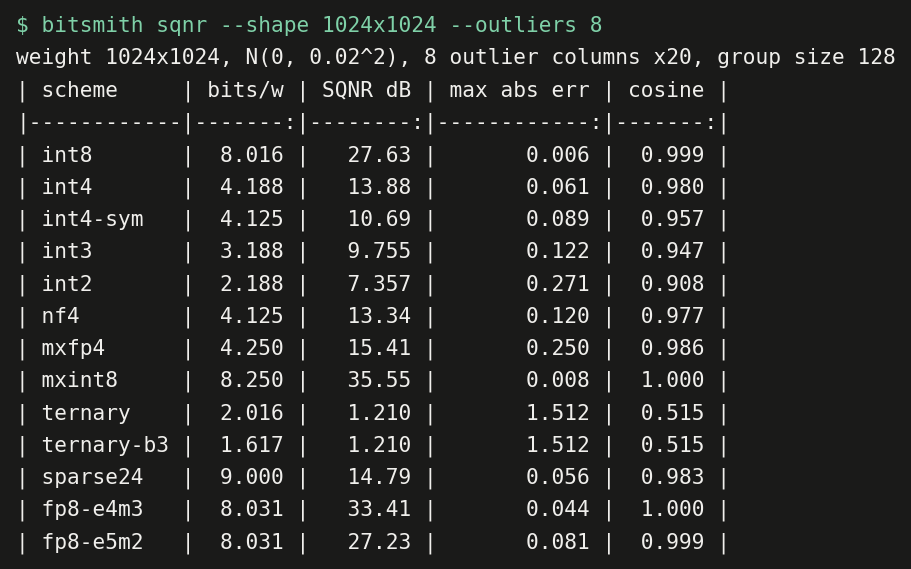 $ bitsmith sqnr --shape 1024x1024 --outliers 8
weight 1024x1024, N(0, 0.02^2), 8 outlier columns x20, group size 128
| scheme     | bits/w | SQNR dB | max abs err | cosine |
|------------|-------:|--------:|------------:|-------:|
| int8       |  8.016 |   27.63 |       0.006 |  0.999 |
| int4       |  4.188 |   13.88 |       0.061 |  0.980 |
| int4-sym   |  4.125 |   10.69 |       0.089 |  0.957 |
| int3       |  3.188 |   9.755 |       0.122 |  0.947 |
| int2       |  2.188 |   7.357 |       0.271 |  0.908 |
| nf4        |  4.125 |   13.34 |       0.120 |  0.977 |
| mxfp4      |  4.250 |   15.41 |       0.250 |  0.986 |
| mxint8     |  8.250 |   35.55 |       0.008 |  1.000 |
| ternary    |  2.016 |   1.210 |       1.512 |  0.515 |
| ternary-b3 |  1.617 |   1.210 |       1.512 |  0.515 |
| sparse24   |  9.000 |   14.79 |       0.056 |  0.983 |
| fp8-e4m3   |  8.031 |   33.41 |       0.044 |  1.000 |
| fp8-e5m2   |  8.031 |   27.23 |       0.081 |  0.999 |